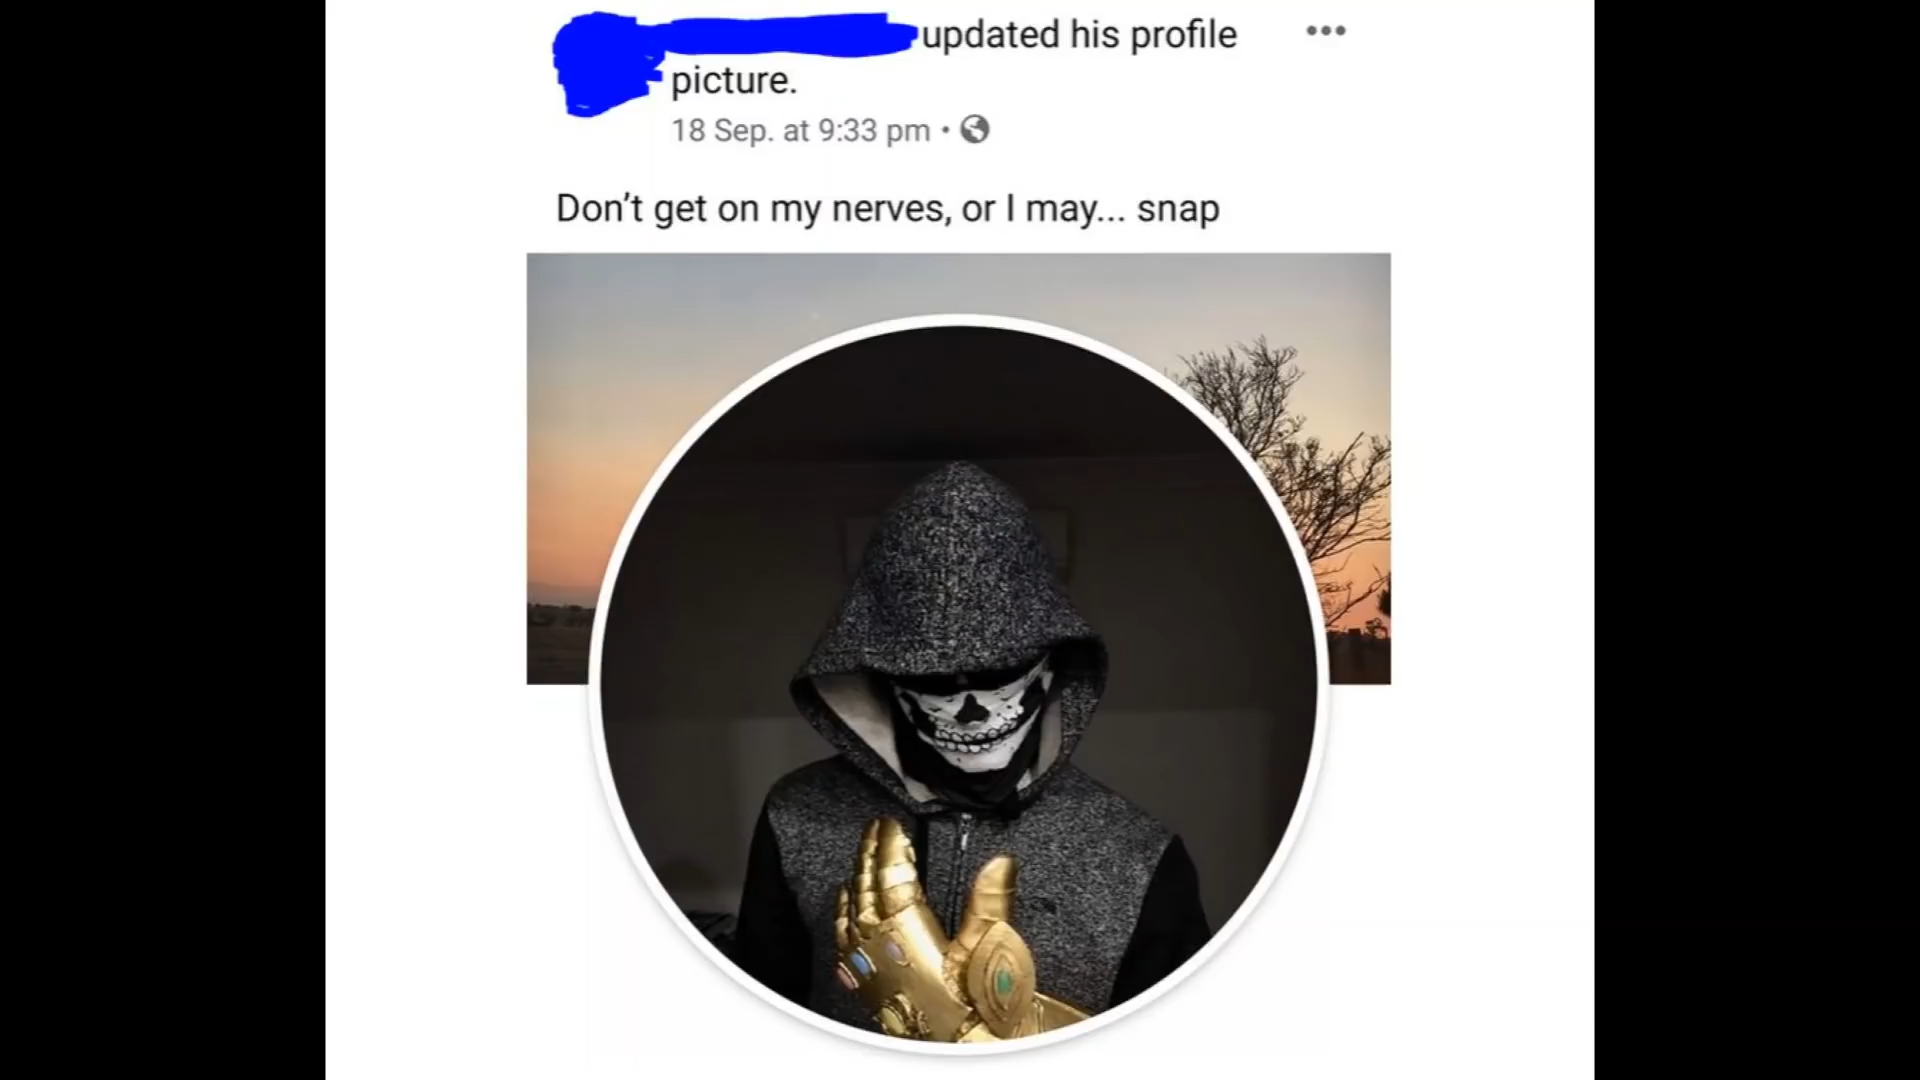 updated his profile
picture.
18 Sep. at 9:33 pm •
Don't get on my nerves, or I may... snap